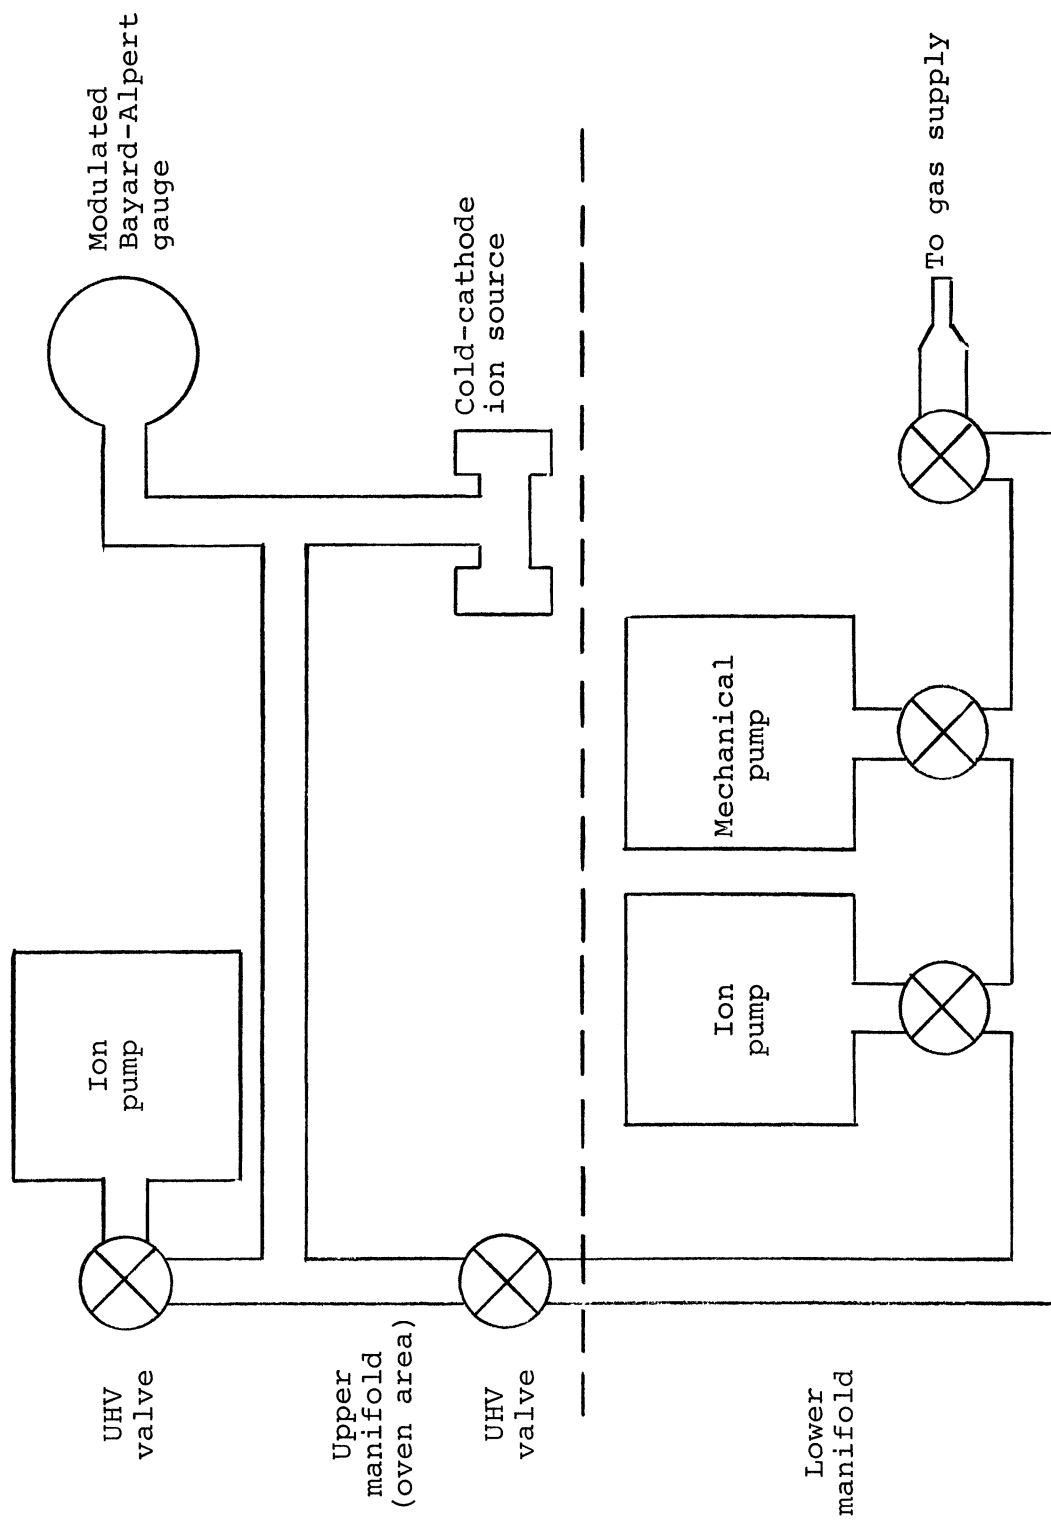 Modulated
Bayard-Alpert
gauge
Ion
pump
UHV
valve
Upper
manifold
(oven area)
Cold-cathode
ion source
UHV
valve
Mechanical
pump
Ion
pump
Lower
manifold
To gas supply